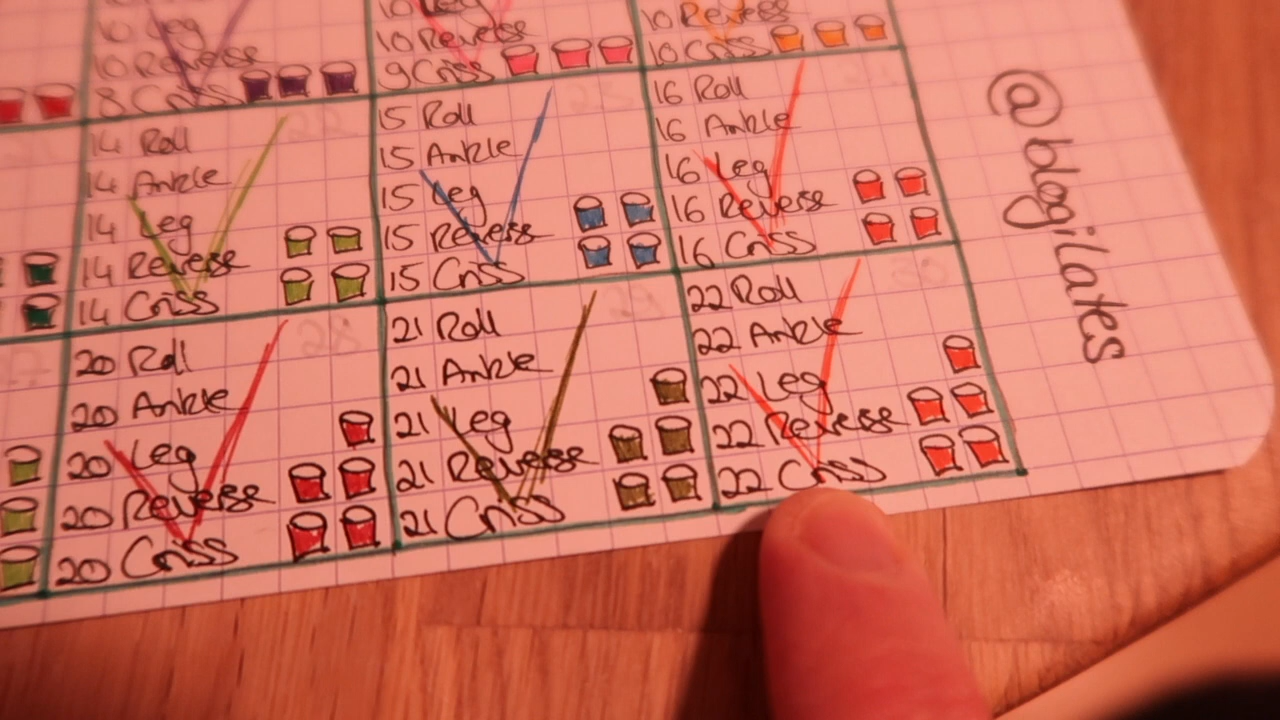 10 Leg
10 Reverse
8 Criss
10 Leg
10 Reverse
9 Criss
10 Reverse
10 Criss
14 Roll
14 Ankle
14 Leg
14 Reverse
14 Criss
15 Roll
15 Ankle
15 Leg
15 Reverse
15 Criss
16 Roll
16 Ankle
16 Leg
16 Reverse
16 Criss
20 Roll
20 Ankle
20 Leg
20 Reverse
20 Criss
21 Roll
21 Ankle
21 Leg
21 Reverse
21 Criss
22 Roll
22 Ankle
22 Leg
22 Reverse
22 Criss
@blogilates